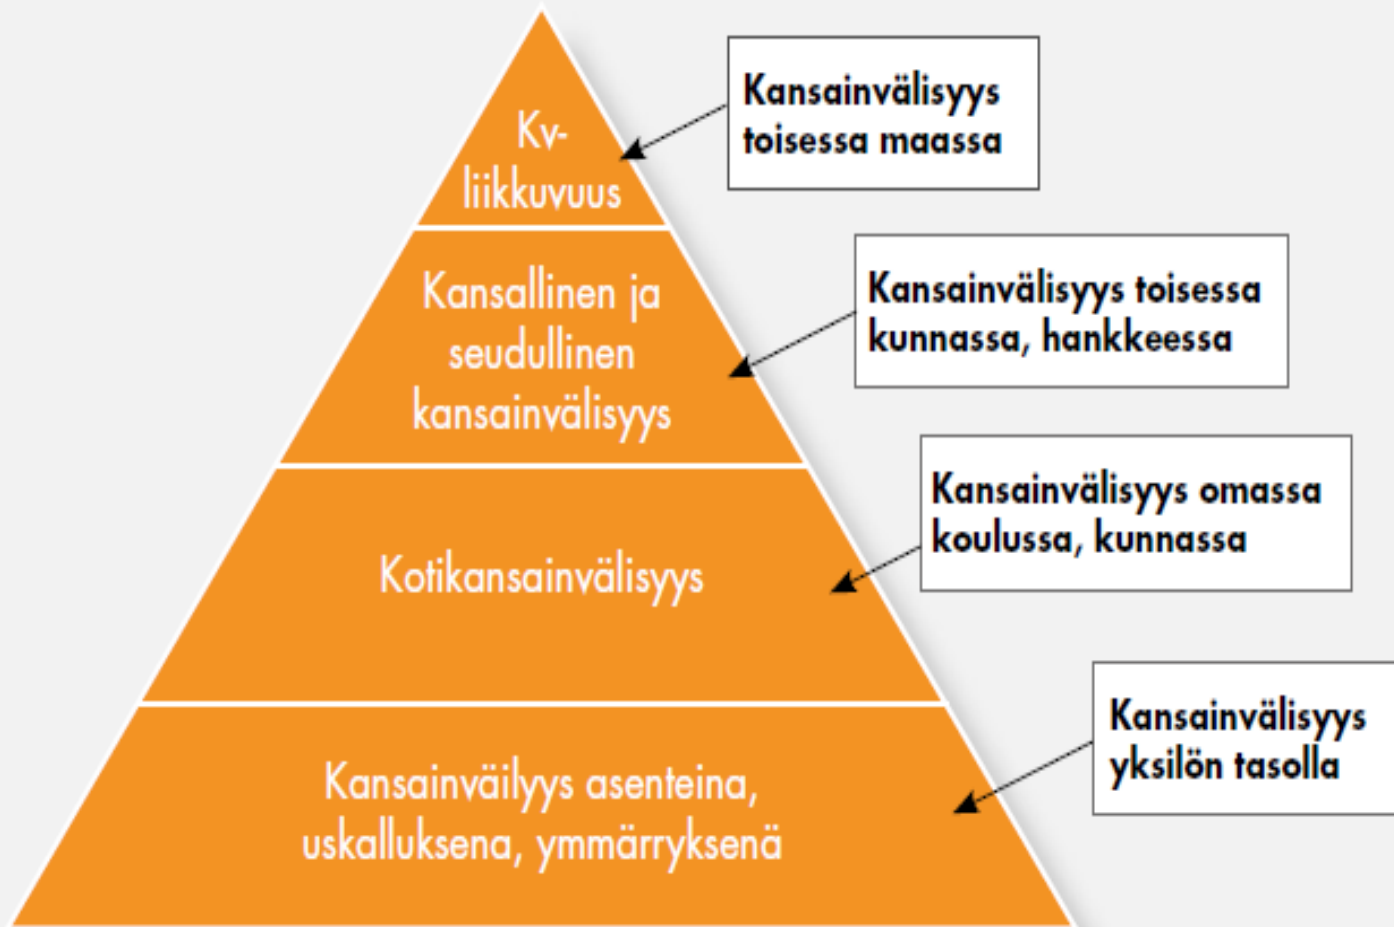 Kv-
liikkuvuus
Kansainvälisyys
toisessa maassa
Kansallinen ja
seudullinen
kansainvälisyys
Kansainvälisyys toisessa
kunnassa, hankkeessa
Kotikansainvälisyys
Kansainvälisyys omassa
koulussa, kunnassa
Kansainväilyys asenteina,
uskalluksena, ymmärryksenä
Kansainvälisyys
yksilön tasolla